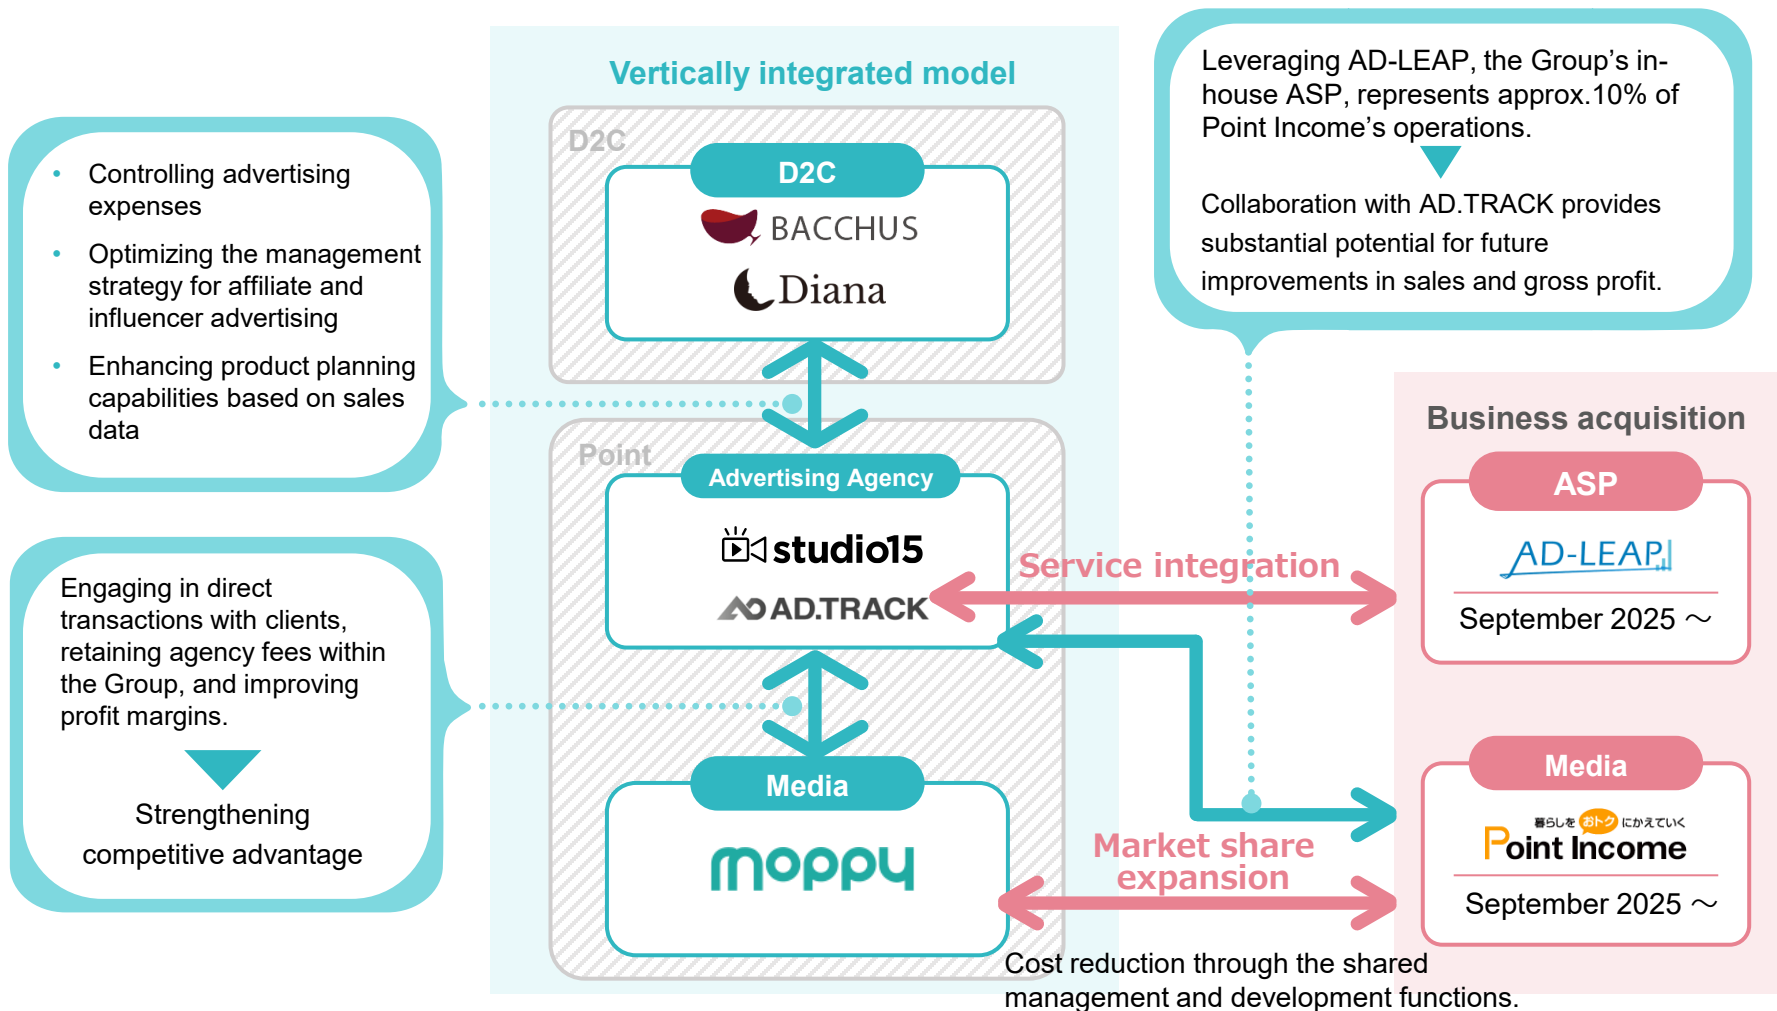 Vertically integrated model
D2C
D2C
BACCHUS
Diana
• Controlling advertising
expenses
• Optimizing the management
strategy for affiliate and
influencer advertising
• Enhancing product planning
capabilities based on sales
data
Point
Advertising Agency
studio15
AD.TRACK
Engaging in direct
transactions with clients,
retaining agency fees within
the Group, and improving
profit margins.
Strengthening
competitive advantage
Media
moppy
Leveraging AD-LEAP, the Group’s in-
house ASP, represents approx.10% of
Point Income’s operations.
Collaboration with AD.TRACK provides
substantial potential for future
improvements in sales and gross profit.
Business acquisition
ASP
AD-LEAP
September 2025 ～
Service integration
Media
暮らしを おトク にかえていく
Point Income
September 2025 ～
Market share
expansion
Cost reduction through the shared
management and development functions.